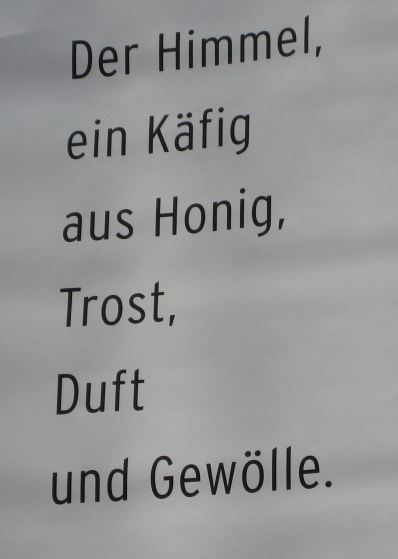 Der Himmel,
ein Käfig
aus Honig,
Trost,
Duft
und Gewölle.